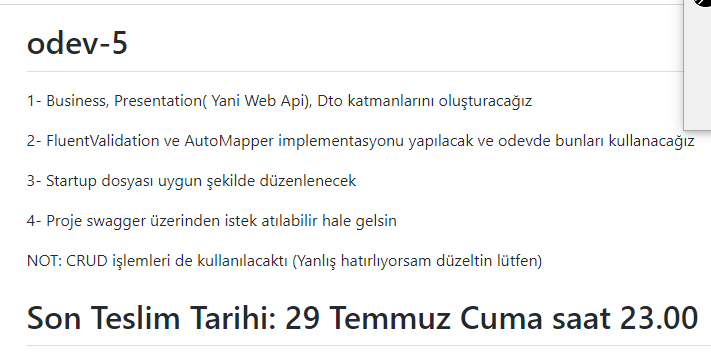 odev-5
1- Business, Presentation( Yani Web Api), Dto katmanlarını oluşturacağız
2- FluentValidation ve AutoMapper implementasyonu yapılacak ve odevde bunları kullanacağız
3- Startup dosyası uygun şekilde düzenlenecek
4- Proje swagger üzerinden istek atılabilir hale gelsin
NOT: CRUD işlemleri de kullanılacaktı (Yanlış hatırlıyorsam düzeltin lütfen)
Son Teslim Tarihi: 29 Temmuz Cuma saat 23.00